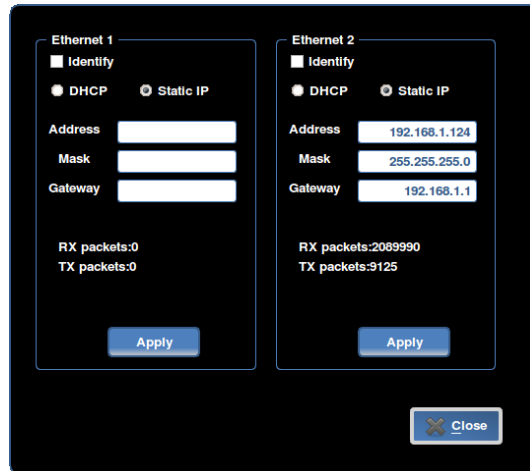 Ethernet 1
Identify
DHCP Static IP
Address
Mask
Gateway
RX packets:0
TX packets:0
Apply
Ethernet 2
Identify
DHCP Static IP
Address 192.168.1.124
Mask 255.255.255.0
Gateway 192.168.1.1
RX packets:2089990
TX packets:9125
Apply
Close